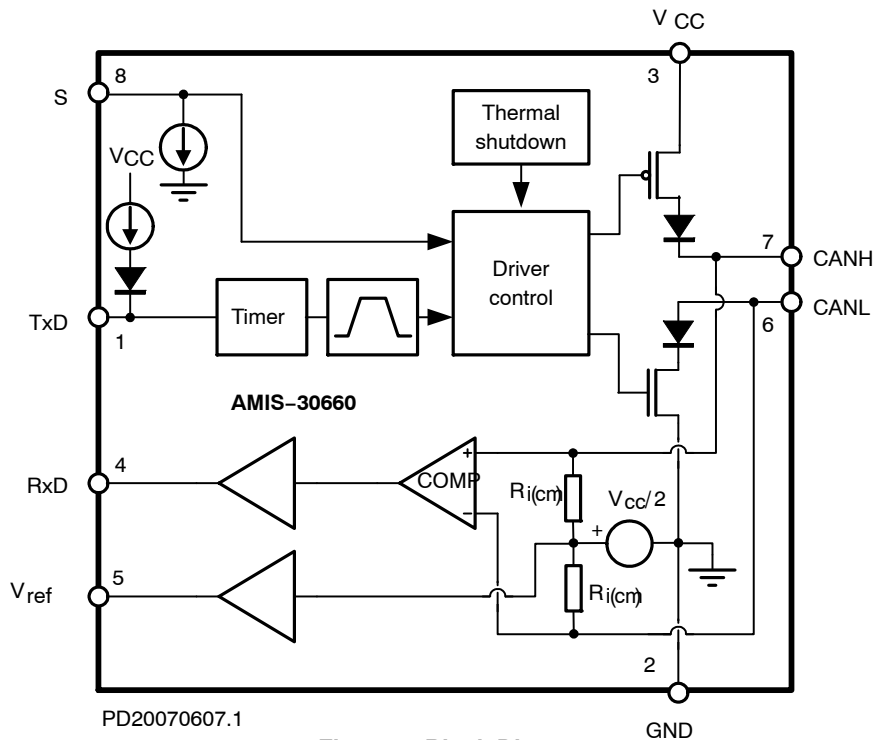 V CC
3
8
S
Thermal
shutdown
VCC
7
CANH
Driver
control
CANL
6
TxD
1
Timer
AMIS–30660
4
RxD
COMP
+
−
Ri(cm)
Vcc/2
+
5
Vref
Ri(cm)
2
PD20070607.1
GND